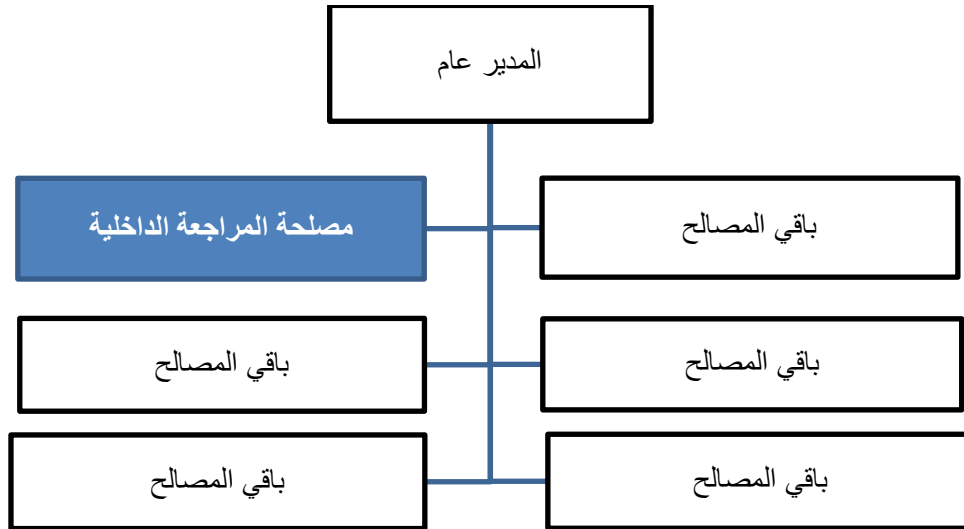 المدير عام
باقي المصالح
مصلحة المراجعة الداخلية
باقي المصالح
باقي المصالح
باقي المصالح
باقي المصالح